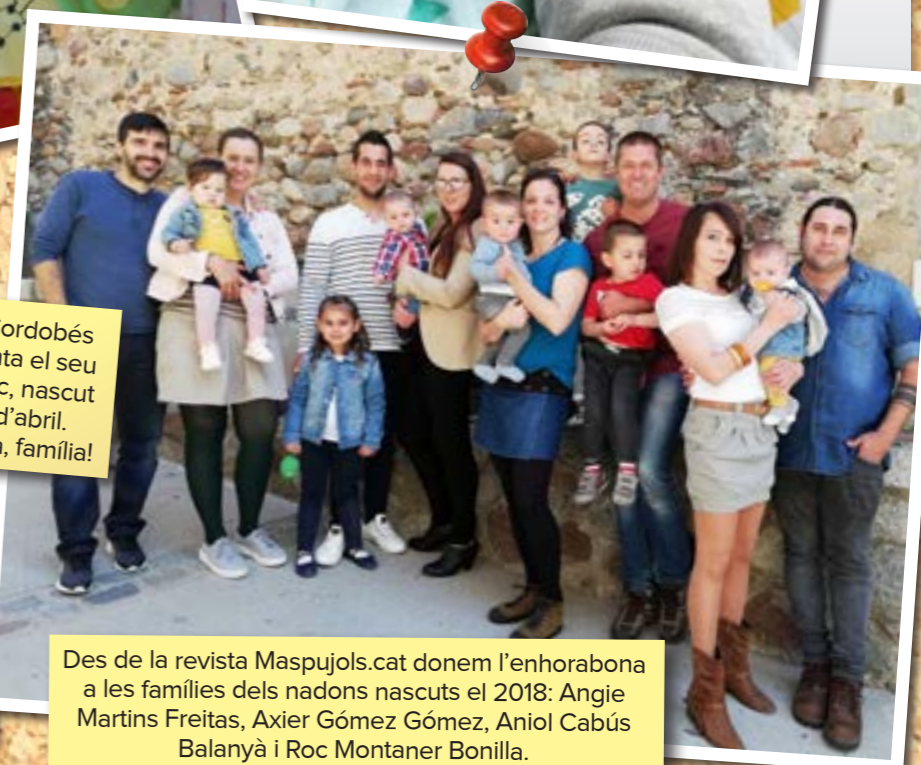 ordobés
ta el seu
c, nascut
d'abril.
, família!
Des de la revista Maspujols.cat donem l'enhorabona
a les famílies dels nadons nascuts el 2018: Angie
Martins Freitas, Axier Gómez Gómez, Aniol Cabús
Balanyà i Roc Montaner Bonilla.